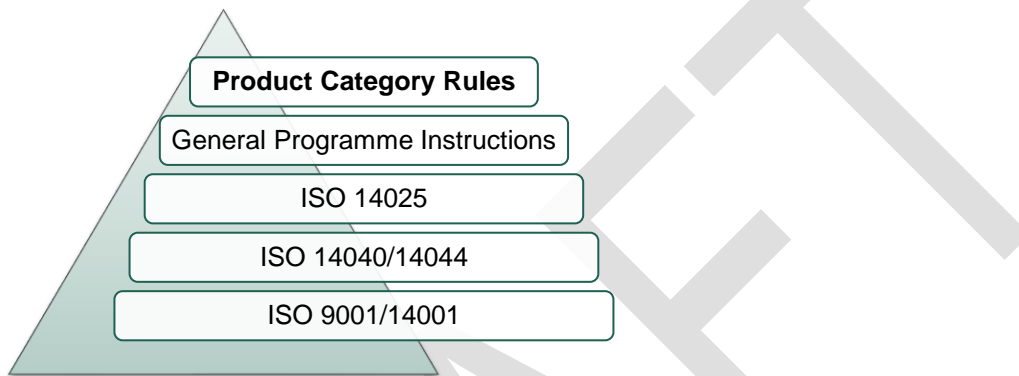 Product Category Rules
General Programme Instructions
ISO 14025
ISO 14040/14044
ISO 9001/14001